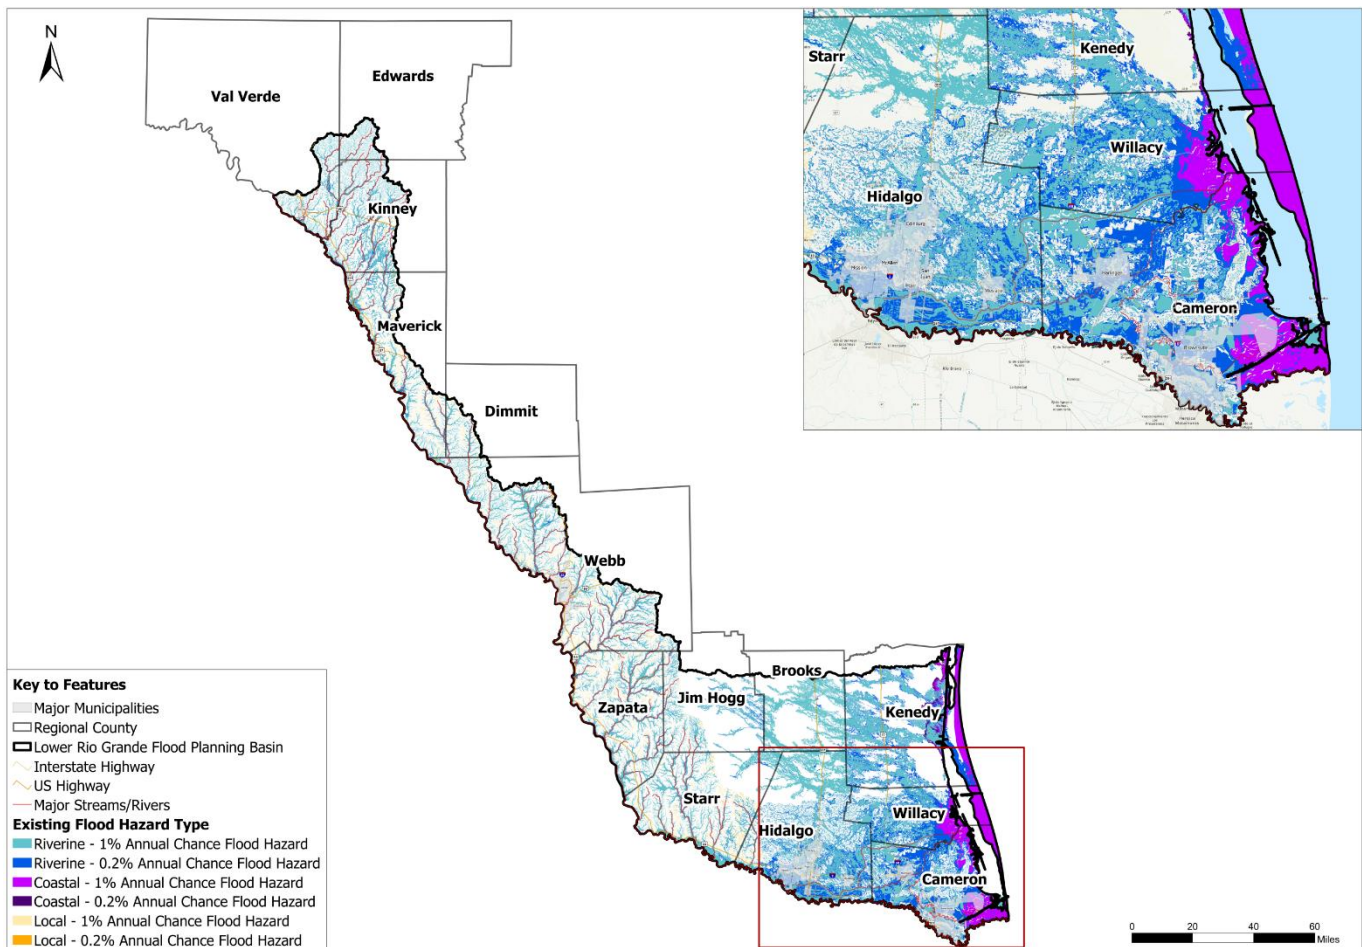 N
Val Verde
Edwards
Kinney
Maverick
Dimmit
Webb
Zapata
Jim Hogg
Brooks
Kenedy
Starr
Hidalgo
Willacy
Cameron
Starr
Kenedy
Willacy
Hidalgo
Cameron
Key to Features
Major Municipalities
Regional County
Lower Rio Grande Flood Planning Basin
Interstate Highway
US Highway
Major Streams/Rivers
Existing Flood Hazard Type
Riverine - 1% Annual Chance Flood Hazard
Riverine - 0.2% Annual Chance Flood Hazard
Coastal - 1% Annual Chance Flood Hazard
Coastal - 0.2% Annual Chance Flood Hazard
Local - 1% Annual Chance Flood Hazard
Local - 0.2% Annual Chance Flood Hazard
0 20 40 60
Miles